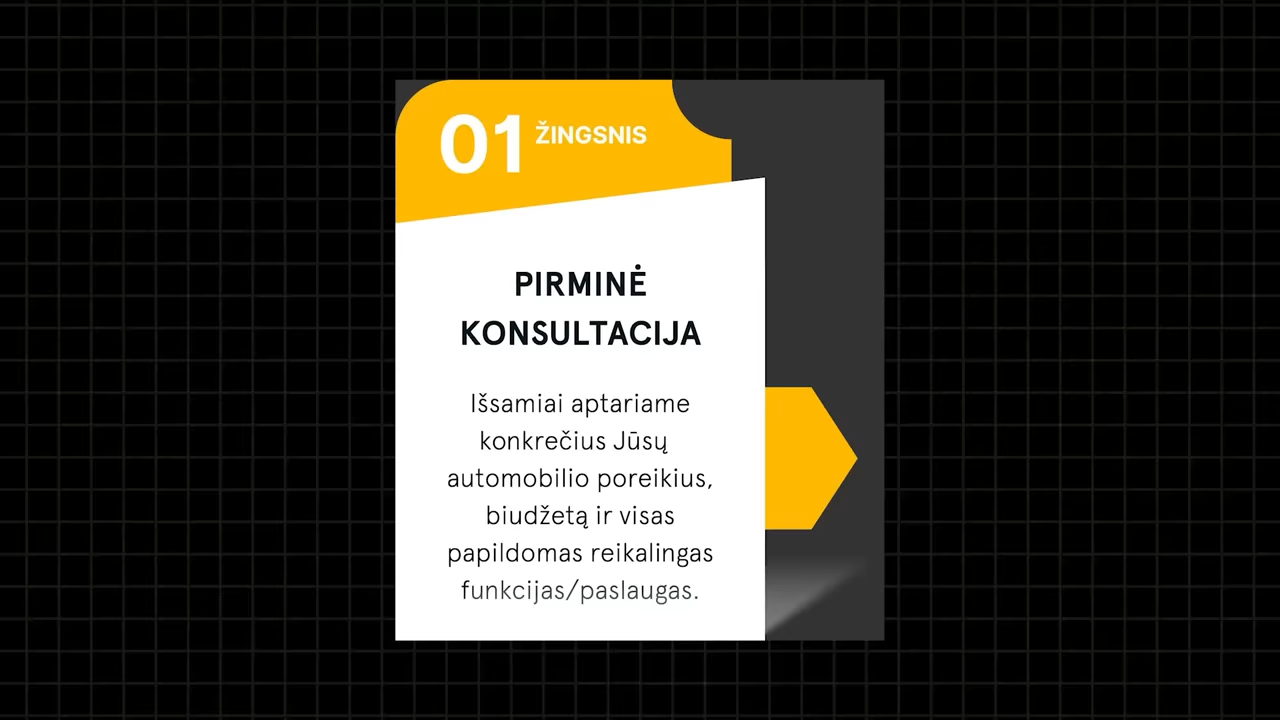 01 ŽINGSNIS
PIRMINĖ
KONSULTACIJA
Išsamiai aptariame
konkrečius Jūsų
automobilio poreikius,
biudžetą ir visas
papildomas reikalingas
funkcijas/paslaugas.